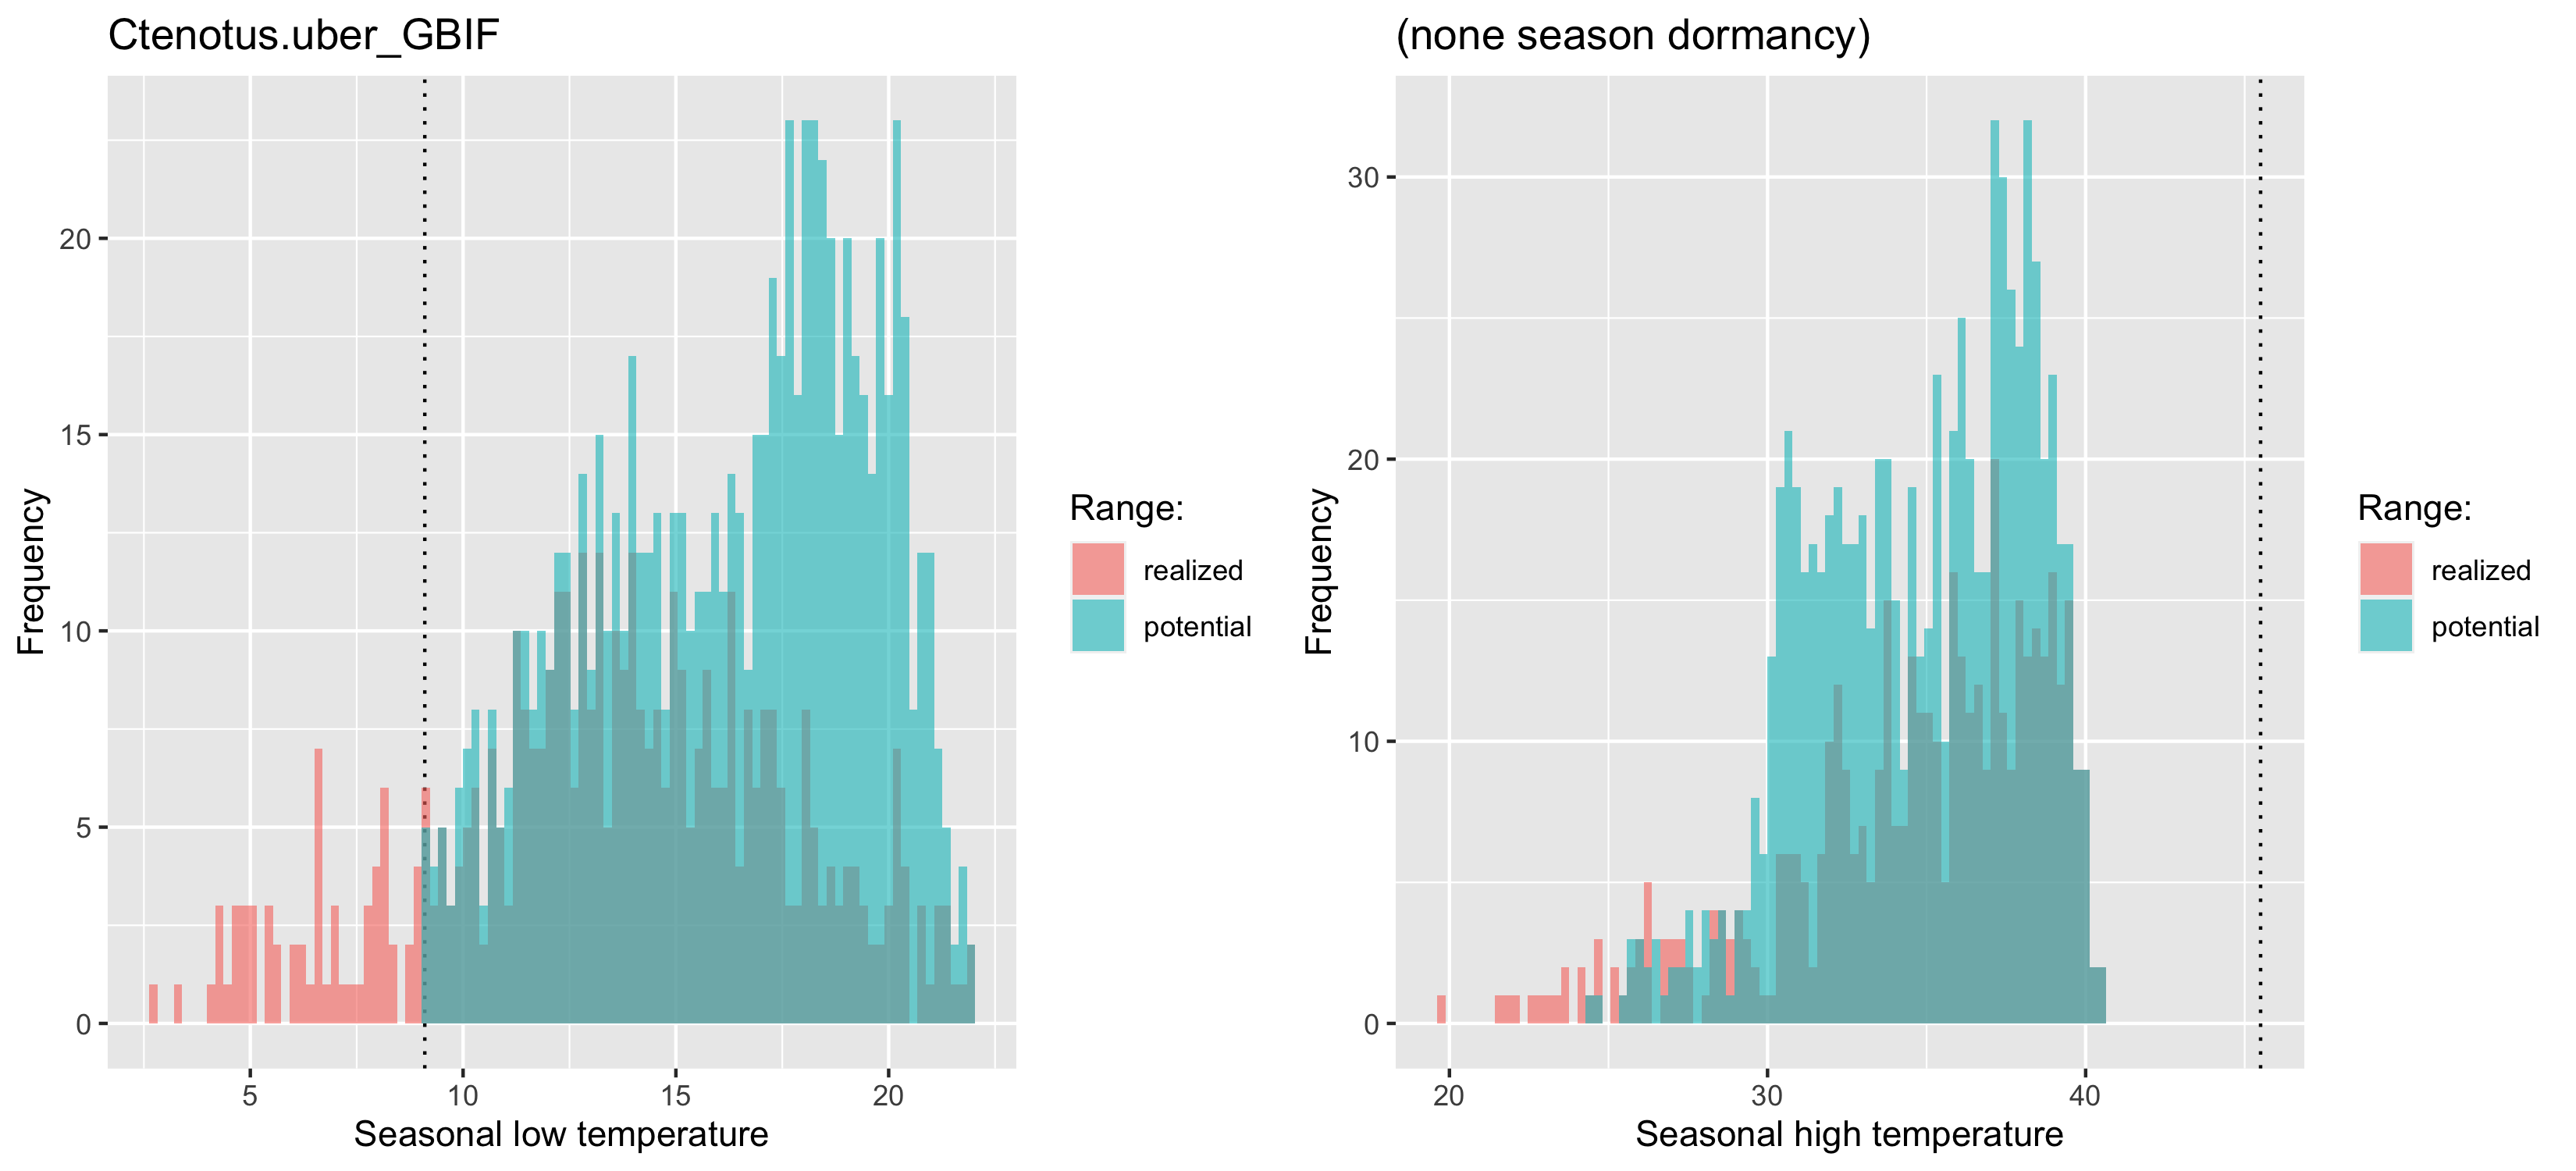 Ctenotus.uber_GBIF
Frequency
20
15
10
5
0
5 10 15 20
Seasonal low temperature
Range:
realized
potential
(none season dormancy)
Frequency
30
20
10
0
20 30 40
Seasonal high temperature
Range:
realized
potential